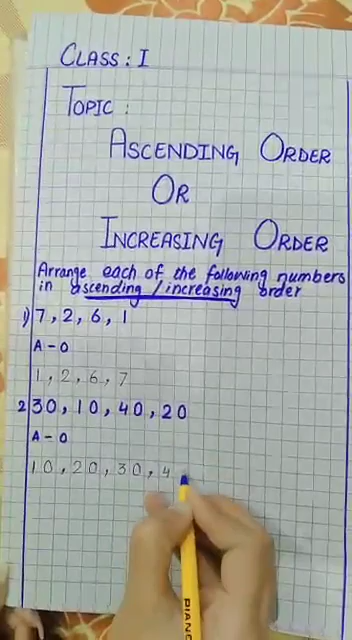 CLASS : I
TOPIC :
ASCENDING ORDER
OR
INCREASING ORDER
Arrange each of the following numbers
in ascending / increasing order
1) 7, 2, 6, 1
A - O
1, 2, 6, 7
2 30, 10, 40, 20
A - O
10, 20, 30, 4
PIANO